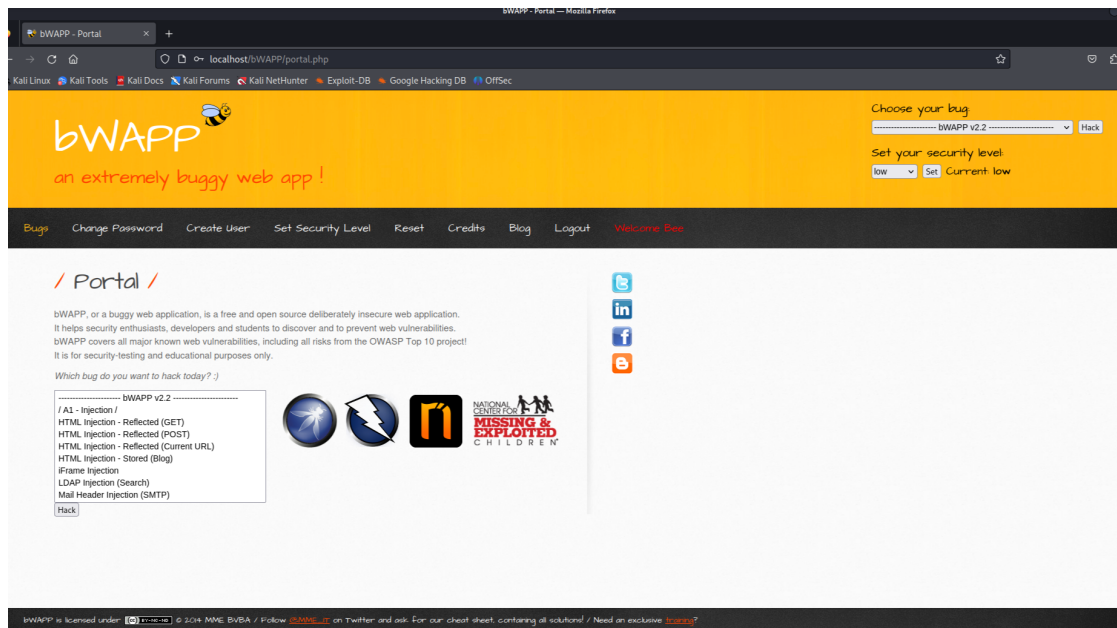 bWAPP - Portal — Mozilla Firefox
bWAPP - Portal
localhost/bWAPP/portal.php
Kali Linux Kali Tools Kali Docs Kali Forums Kali NetHunter Exploit-DB Google Hacking DB OffSec
bWAPP
an extremely buggy web app !
Choose your bug:
---------------------- bWAPP v2.2 ----------------------- Hack
Set your security level:
low Set Current: low
Bugs Change Password Create User Set Security Level Reset Credits Blog Logout Welcome Bee
/ Portal /
bWAPP, or a buggy web application, is a free and open source deliberately insecure web application.
It helps security enthusiasts, developers and students to discover and to prevent web vulnerabilities.
bWAPP covers all major known web vulnerabilities, including all risks from the OWASP Top 10 project!
It is for security-testing and educational purposes only.
Which bug do you want to hack today? :)
---------------------- bWAPP v2.2 -----------------------
/ A1 - Injection /
HTML Injection - Reflected (GET)
HTML Injection - Reflected (POST)
HTML Injection - Reflected (Current URL)
HTML Injection - Stored (Blog)
iFrame Injection
LDAP Injection (Search)
Mail Header Injection (SMTP)
Hack
NATIONAL
CENTER FOR
MISSING &
EXPLOITED
CHILDREN
bWAPP is licensed under BY-NC-ND © 2014 MME BVBA / Follow @MME_IT on Twitter and ask for our cheat sheet, containing all solutions! / Need an exclusive training?